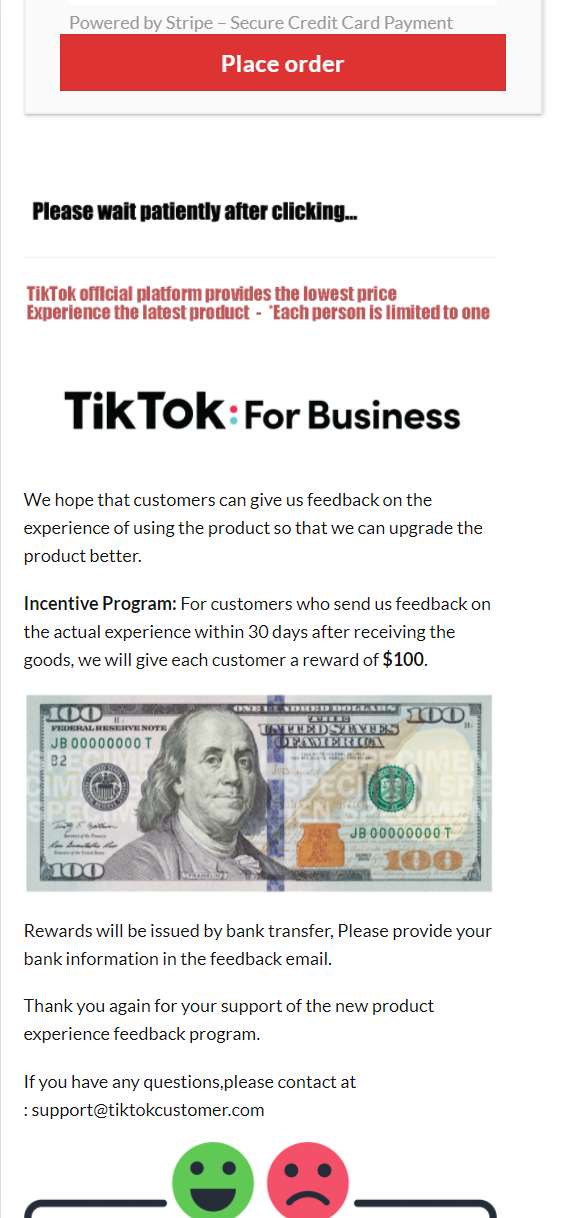 Powered by Stripe – Secure Credit Card Payment
Place order
Please wait patiently after clicking...
TikTok official platform provides the lowest price
Experience the latest product - *Each person is limited to one
TikTok: For Business
We hope that customers can give us feedback on the
experience of using the product so that we can upgrade the
product better.
Incentive Program: For customers who send us feedback on
the actual experience within 30 days after receiving the
goods, we will give each customer a reward of $100.
100
ONE HUNDRED DOLLARS
100
FEDERAL RESERVE NOTE
THE
UNITED STATES
OF AMERICA
JB 00000000 T
B2
SPECIMEN
JB 00000000 T
100
FRANKLIN
100
Rewards will be issued by bank transfer, Please provide your
bank information in the feedback email.
Thank you again for your support of the new product
experience feedback program.
If you have any questions,please contact at
: support@tiktokcustomer.com